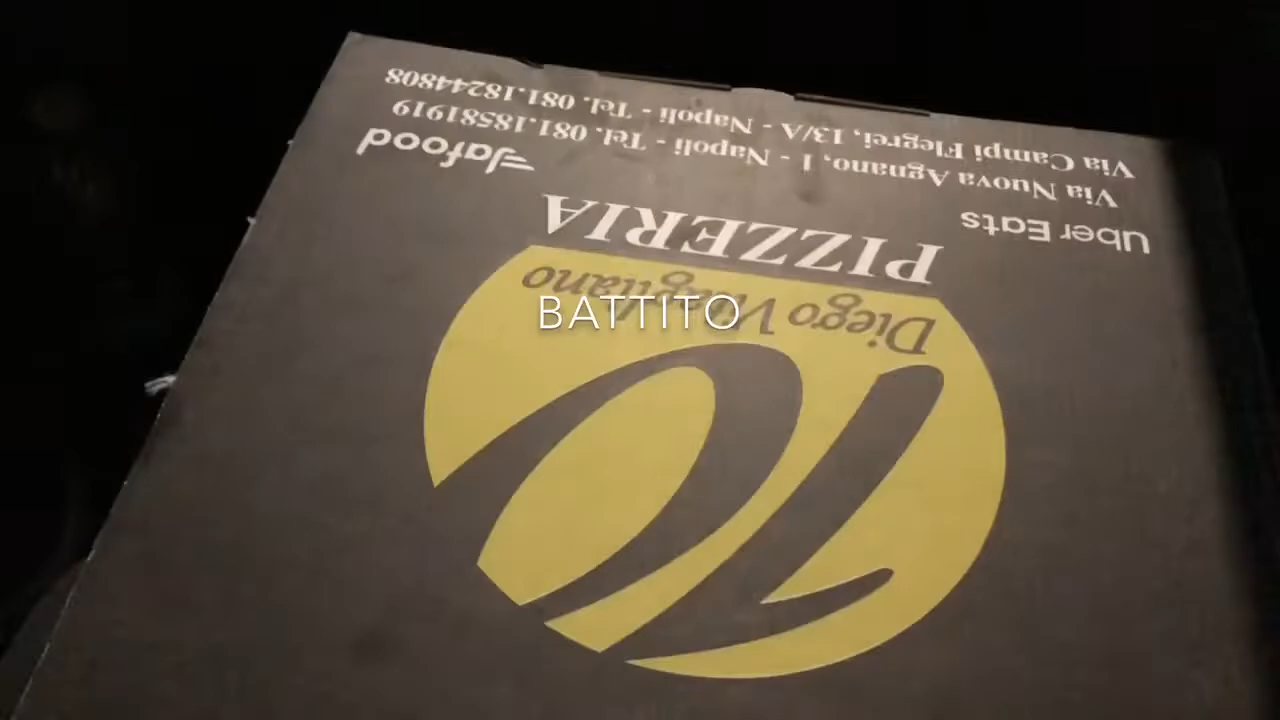 BATTITO
10
Diego Vitagliano
PIZZERIA
Uber Eats
Jafood
Via Nuova Agnano, 1 - Napoli - Tel. 081.18581919
Via Campi Flegrei, 13/A - Napoli - Tel. 081.18244808